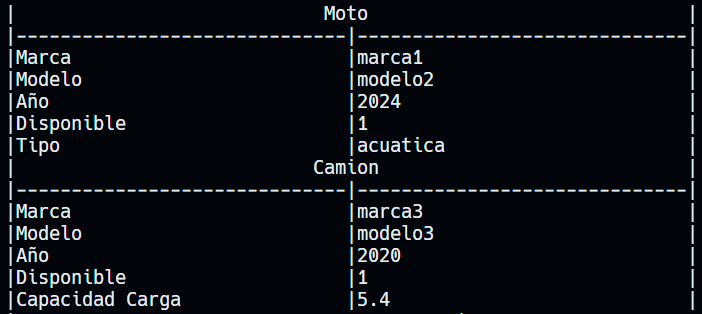 |                            Moto                             |
|------------------------------|------------------------------|
|Marca                         |marca1                        |
|Modelo                        |modelo2                       |
|Año                           |2024                          |
|Disponible                    |1                             |
|Tipo                          |acuatica                      |
|                           Camion                            |
|------------------------------|------------------------------|
|Marca                         |marca3                        |
|Modelo                        |modelo3                       |
|Año                           |2020                          |
|Disponible                    |1                             |
|Capacidad Carga               |5.4                           |